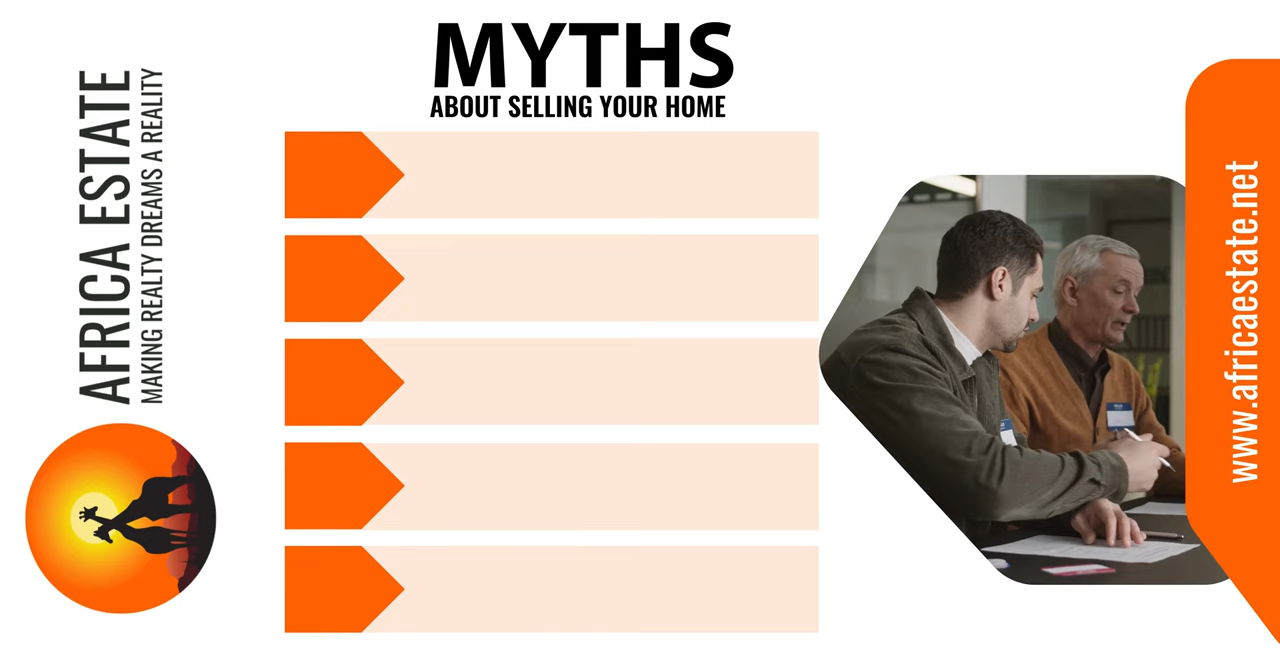 MYTHS
ABOUT SELLING YOUR HOME
AFRICA ESTATE
MAKING REALTY DREAMS A REALITY
www.africaestate.net